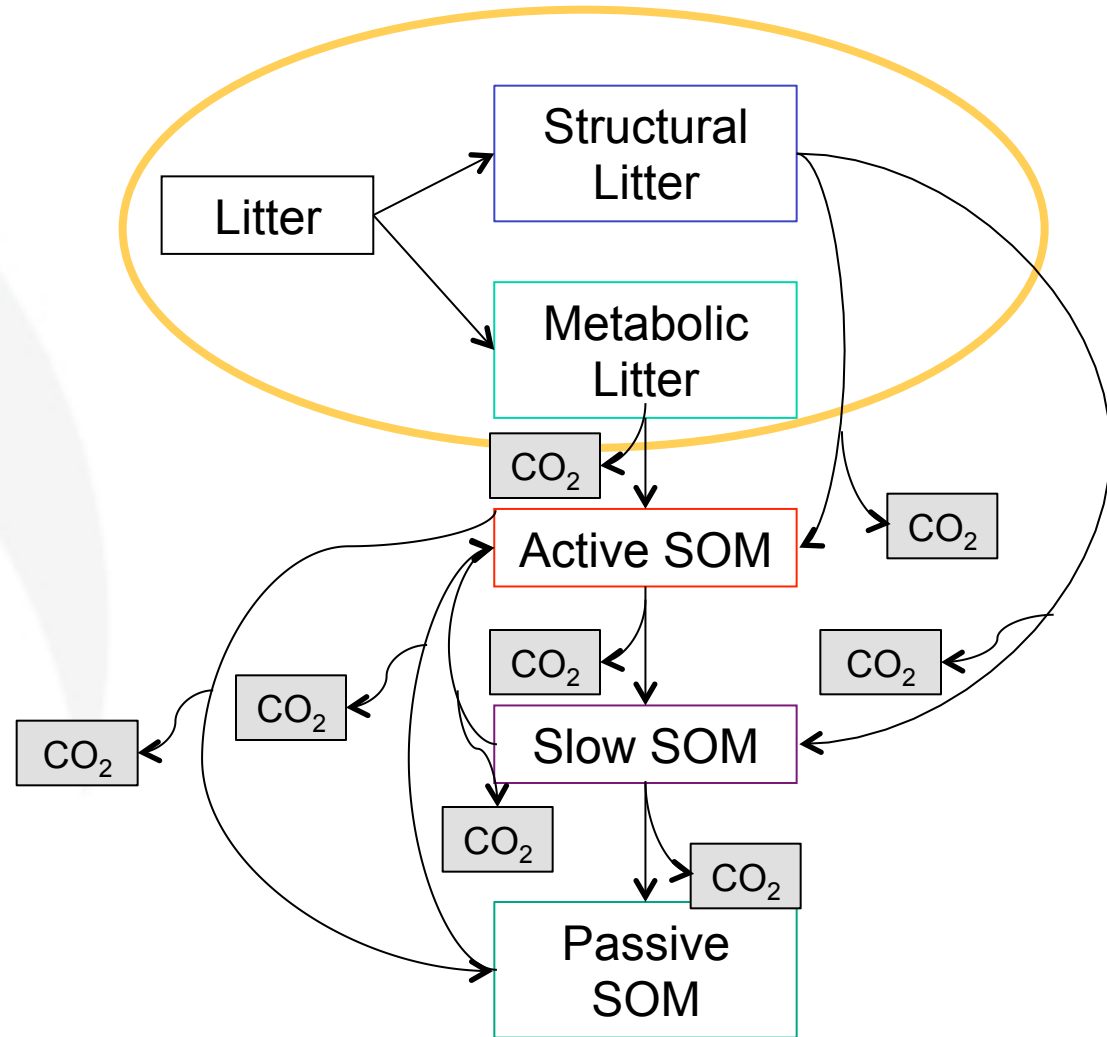 Structural
Litter
Litter
Metabolic
Litter
CO₂
Active SOM
CO₂
CO₂
CO₂
CO₂
Slow SOM
CO₂
CO₂
CO₂
Passive
SOM